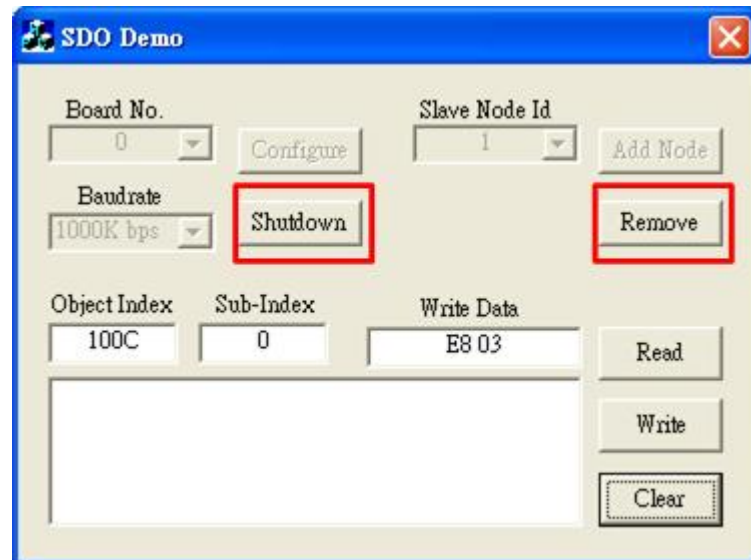 SDO Demo
Board No.
Slave Node Id
0
Configure
1
Add Node
Baudrate
1000K bps
Shutdown
Remove
Object Index
Sub-Index
Write Data
100C
0
E8 03
Read
Write
Clear